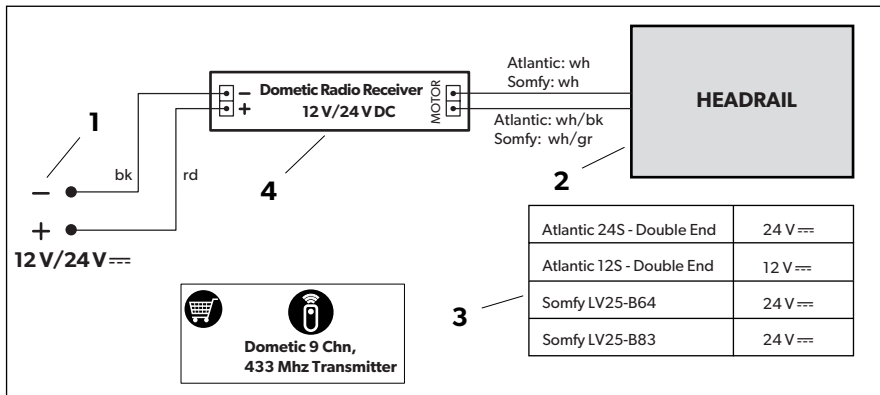 Atlantic: wh
Somfy: wh
Dometic Radio Receiver
12 V/24 V DC
−
+
MOTOR
HEADRAIL
Atlantic: wh/bk
Somfy: wh/gr
1
bk
rd
4
2
−
+
12 V/24 V ⎓
3
Atlantic 24S - Double End 24 V ⎓
Atlantic 12S - Double End 12 V ⎓
Somfy LV25-B64 24 V ⎓
Somfy LV25-B83 24 V ⎓
Dometic 9 Chn,
433 Mhz Transmitter